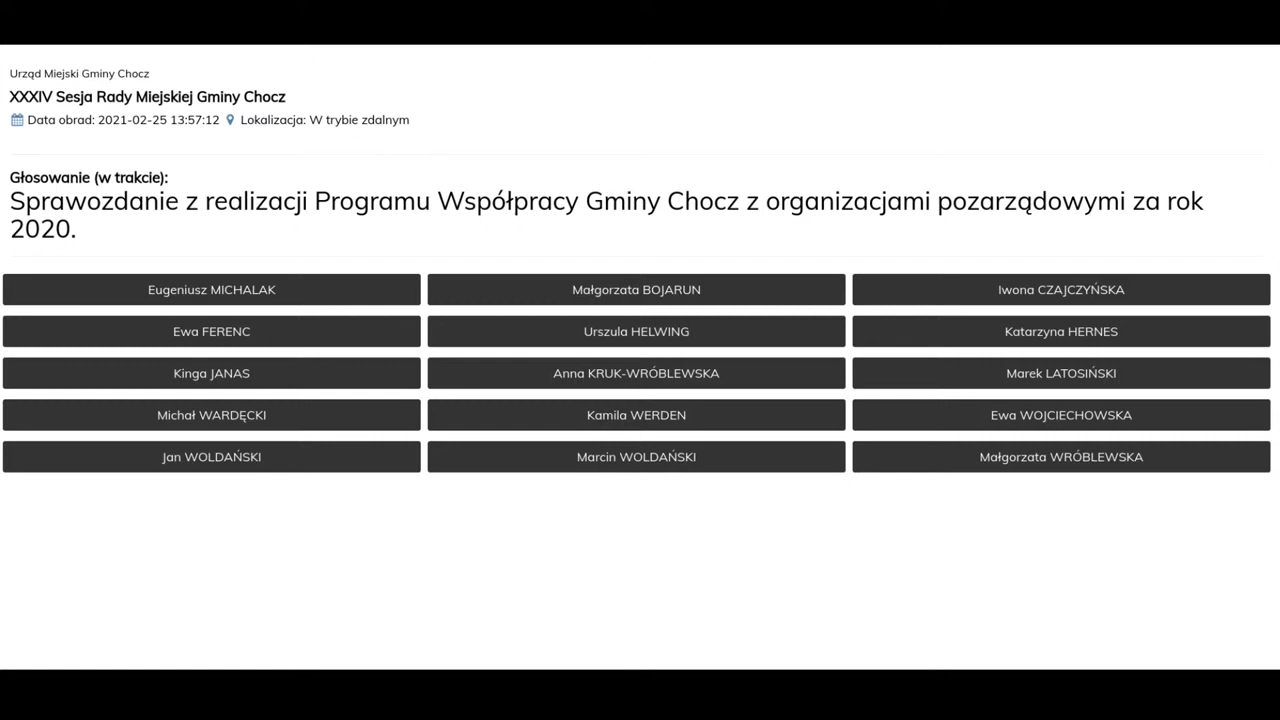 Urząd Miejski Gminy Chocz
XXXIV Sesja Rady Miejskiej Gminy Chocz
Data obrad: 2021-02-25 13:57:12 Lokalizacja: W trybie zdalnym
Głosowanie (w trakcie):
Sprawozdanie z realizacji Programu Współpracy Gminy Chocz z organizacjami pozarządowymi za rok
2020.
Eugeniusz MICHALAK Małgorzata BOJARUN Iwona CZAJCZYŃSKA
Ewa FERENC Urszula HELWING Katarzyna HERNES
Kinga JANAS Anna KRUK-WRÓBLEWSKA Marek LATOSIŃSKI
Michał WARDĘCKI Kamila WERDEN Ewa WOJCIECHOWSKA
Jan WOLDAŃSKI Marcin WOLDAŃSKI Małgorzata WRÓBLEWSKA